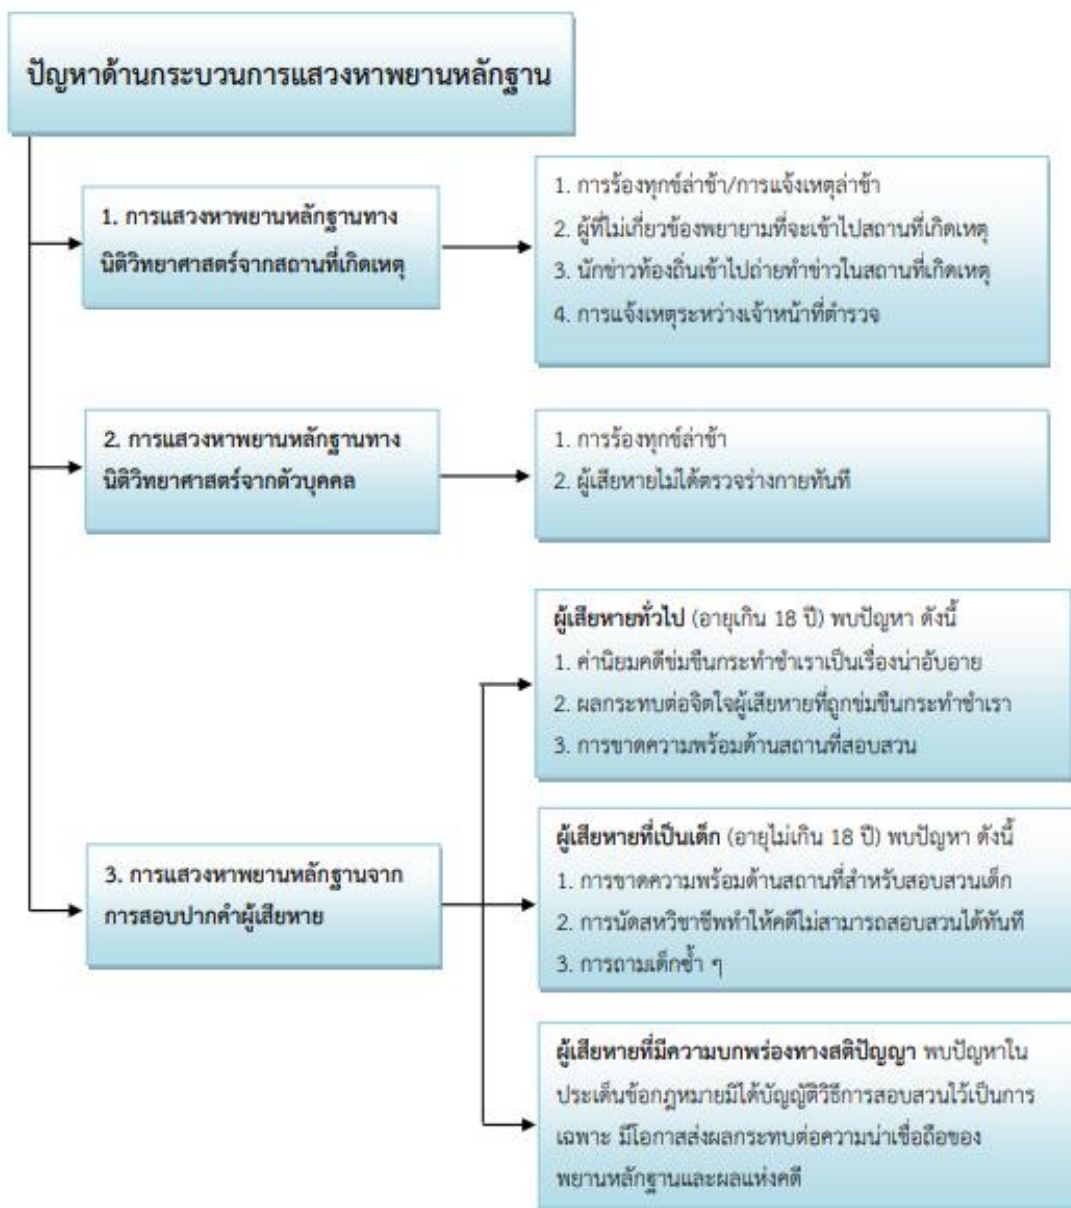 ปัญหาด้านกระบวนการแสวงหาพยานหลักฐาน
1. การแสวงหาพยานหลักฐานทาง
นิติวิทยาศาสตร์จากสถานที่เกิดเหตุ
1. การร้องทุกข์ล่าช้า/การแจ้งเหตุล่าช้า
2. ผู้ที่ไม่เกี่ยวข้องพยายามที่จะเข้าไปสถานที่เกิดเหตุ
3. นักข่าวท้องถิ่นเข้าไปถ่ายทำข่าวในสถานที่เกิดเหตุ
4. การแจ้งเหตุระหว่างเจ้าหน้าที่ตำรวจ
2. การแสวงหาพยานหลักฐานทาง
นิติวิทยาศาสตร์จากตัวบุคคล
1. การร้องทุกข์ล่าช้า
2. ผู้เสียหายไม่ได้ตรวจร่างกายทันที
3. การแสวงหาพยานหลักฐานจาก
การสอบปากคำผู้เสียหาย
ผู้เสียหายทั่วไป (อายุเกิน 18 ปี) พบปัญหา ดังนี้
1. ค่านิยมคดีข่มขืนกระทำชำเราเป็นเรื่องน่าอับอาย
2. ผลกระทบต่อจิตใจผู้เสียหายที่ถูกข่มขืนกระทำชำเรา
3. การขาดความพร้อมด้านสถานที่สอบสวน
ผู้เสียหายที่เป็นเด็ก (อายุไม่เกิน 18 ปี) พบปัญหา ดังนี้
1. การขาดความพร้อมด้านสถานที่สำหรับสอบสวนเด็ก
2. การนัดสหวิชาชีพทำให้คดีไม่สามารถสอบสวนได้ทันที
3. การถามเด็กซ้ำ ๆ
ผู้เสียหายที่มีความบกพร่องทางสติปัญญา พบปัญหาใน
ประเด็นข้อกฎหมายมิได้บัญญัติวิธีการสอบสวนไว้เป็นการ
เฉพาะ มีโอกาสส่งผลกระทบต่อความน่าเชื่อถือของ
พยานหลักฐานและผลแห่งคดี